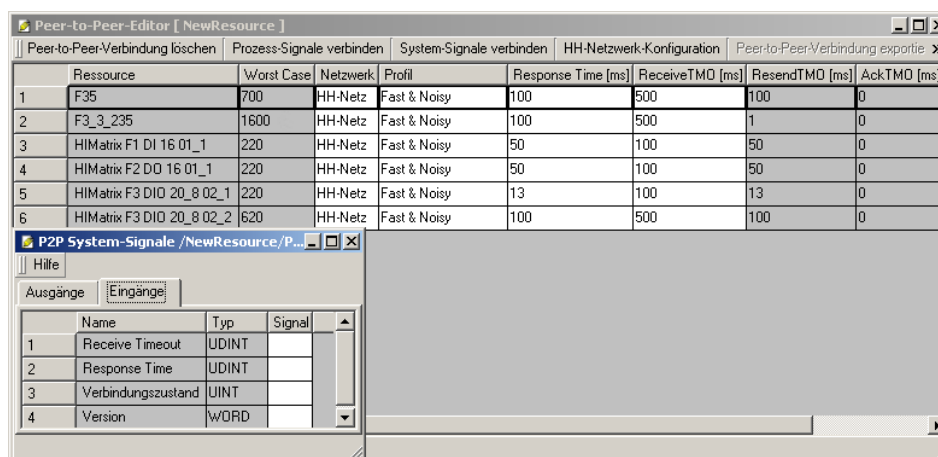 Peer-to-Peer-Editor [ NewResource ]
Peer-to-Peer-Verbindung löschen Prozess-Signale verbinden System-Signale verbinden HH-Netzwerk-Konfiguration Peer-to-Peer-Verbindung exportie
Ressource Worst Case Netzwerk Profil Response Time [ms] ReceiveTMO [ms] ResendTMO [ms] AckTMO [ms]
1 F35 700 HH-Netz Fast & Noisy 100 500 100 0
2 F3_3_235 1600 HH-Netz Fast & Noisy 100 500 1 0
3 HIMatrix F1 DI 16 01_1 220 HH-Netz Fast & Noisy 50 100 50 0
4 HIMatrix F2 DO 16 01_1 220 HH-Netz Fast & Noisy 50 100 50 0
5 HIMatrix F3 DIO 20_8 02_1 220 HH-Netz Fast & Noisy 13 100 13 0
6 HIMatrix F3 DIO 20_8 02_2 620 HH-Netz Fast & Noisy 100 500 100 0
P2P System-Signale /NewResource/P...
Hilfe
Ausgänge Eingänge
Name Typ Signal
1 Receive Timeout UDINT
2 Response Time UDINT
3 Verbindungszustand UINT
4 Version WORD